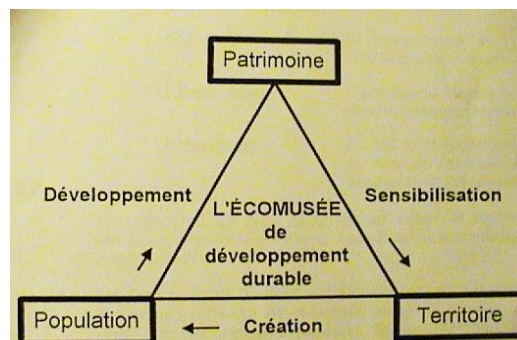 Patrimoine
Développement
Sensibilisation
L'ÉCOMUSÉE
de
développement
durable
Population
Création
Territoire